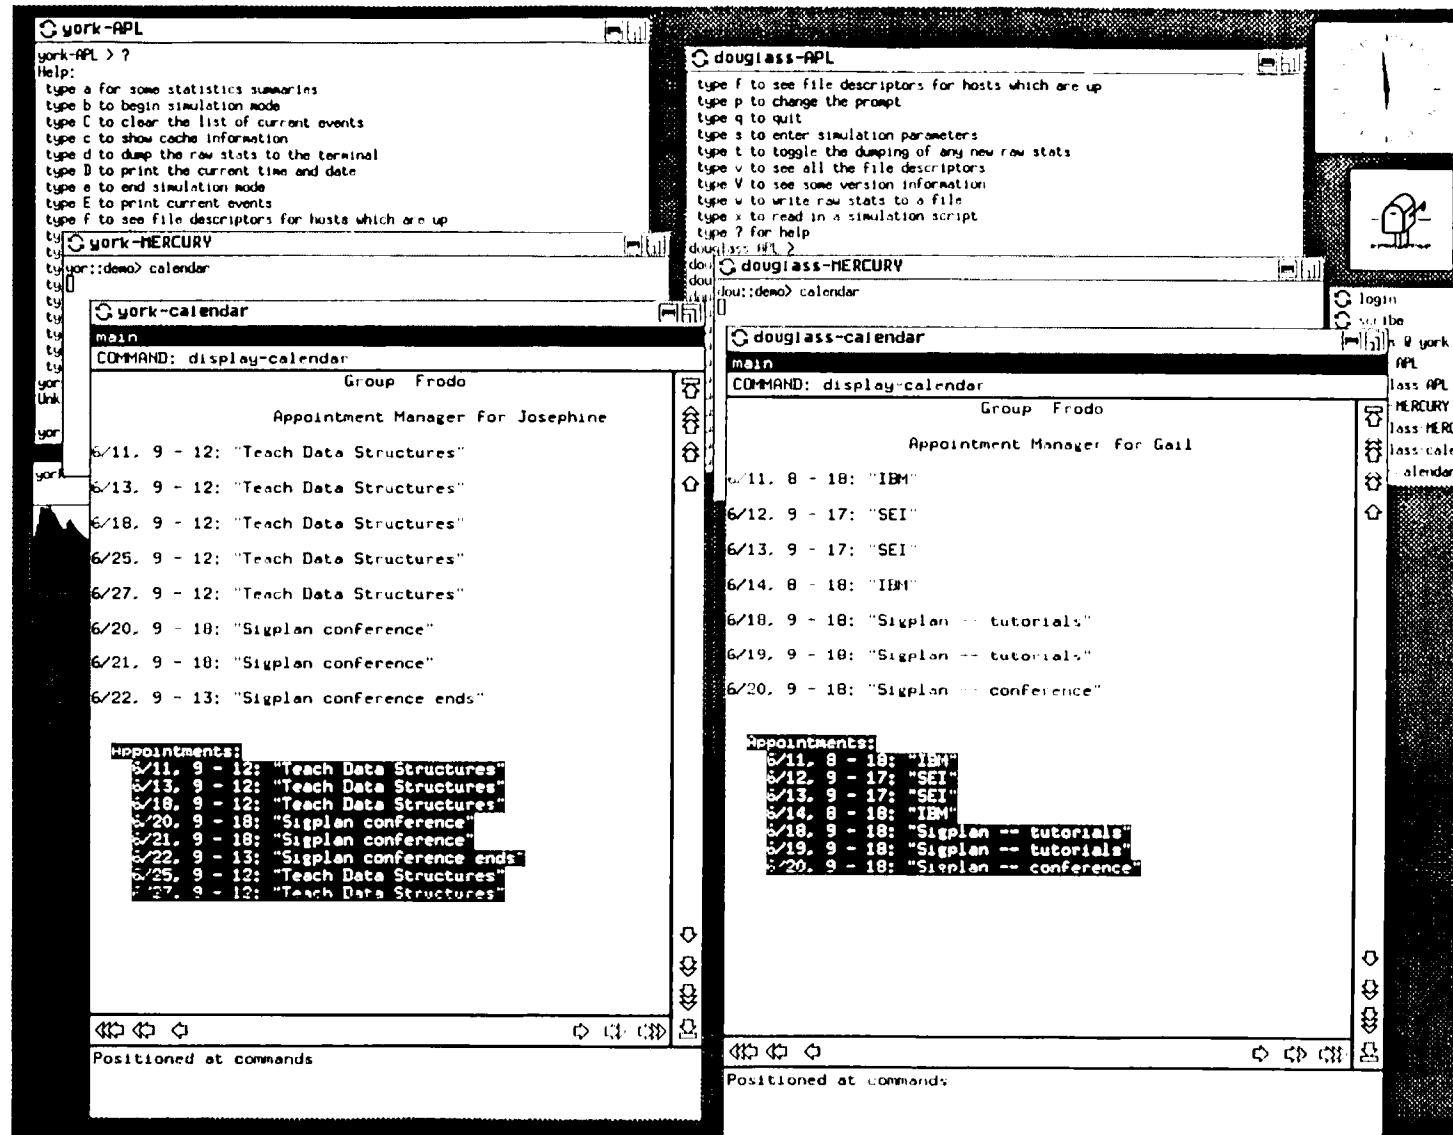 york-APL
york-APL > ?
Help:
type a for some statistics summaries
type b to begin simulation mode
type C to clear the list of current events
type c to show cache information
type d to dump the raw stats to the terminal
type D to print the current time and date
type e to end simulation mode
type E to print current events
type f to see file descriptors for hosts which are up
york-MERCURY
yor::demo> calendar
york-calendar
main
COMMAND: display-calendar
Group Frodo
Appointment Manager for Josephine
6/11, 9 - 12: "Teach Data Structures"
6/13, 9 - 12: "Teach Data Structures"
6/18, 9 - 12: "Teach Data Structures"
6/25, 9 - 12: "Teach Data Structures"
6/27, 9 - 12: "Teach Data Structures"
6/20, 9 - 18: "Sigplan conference"
6/21, 9 - 18: "Sigplan conference"
6/22, 9 - 13: "Sigplan conference ends"
Appointments:
6/11, 9 - 12: "Teach Data Structures"
6/13, 9 - 12: "Teach Data Structures"
6/18, 9 - 12: "Teach Data Structures"
6/20, 9 - 18: "Sigplan conference"
6/21, 9 - 18: "Sigplan conference"
6/22, 9 - 13: "Sigplan conference ends"
6/25, 9 - 12: "Teach Data Structures"
6/27, 9 - 12: "Teach Data Structures"
Positioned at commands
douglass-APL
type f to see file descriptors for hosts which are up
type p to change the prompt
type q to quit
type s to enter simulation parameters
type t to toggle the dumping of any new raw stats
type v to see all the file descriptors
type V to see some version information
type w to write raw stats to a file
type x to read in a simulation script
type ? for help
douglass-APL >
douglass-MERCURY
dou::demo> calendar
douglass-calendar
main
COMMAND: display-calendar
Group Frodo
Appointment Manager for Gail
6/11, 8 - 18: "IBM"
6/12, 9 - 17: "SEI"
6/13, 9 - 17: "SEI"
6/14, 8 - 18: "IBM"
6/18, 9 - 18: "Sigplan -- tutorials"
6/19, 9 - 18: "Sigplan -- tutorials"
6/20, 9 - 18: "Sigplan -- conference"
Appointments:
6/11, 8 - 18: "IBM"
6/12, 9 - 17: "SEI"
6/13, 9 - 17: "SEI"
6/14, 8 - 18: "IBM"
6/18, 9 - 18: "Sigplan -- tutorials"
6/19, 9 - 18: "Sigplan -- tutorials"
6/20, 9 - 18: "Sigplan -- conference"
Positioned at commands
login
scribe
@ york
APL
lass APL
MERCURY
lass MERC
lass-cale
calendar